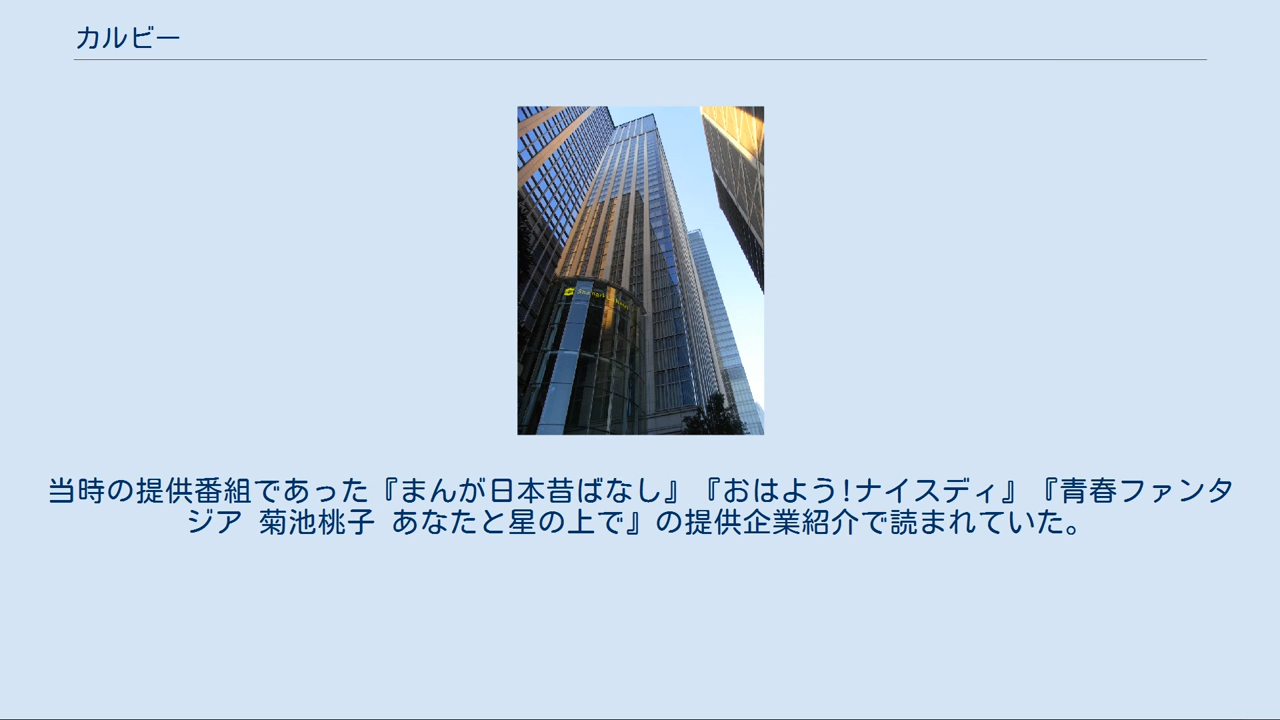 カルビー
当時の提供番組であった『まんが日本昔ばなし』『おはよう!ナイスディ』『青春ファンタ
ジア 菊池桃子 あなたと星の上で』の提供企業紹介で読まれていた。